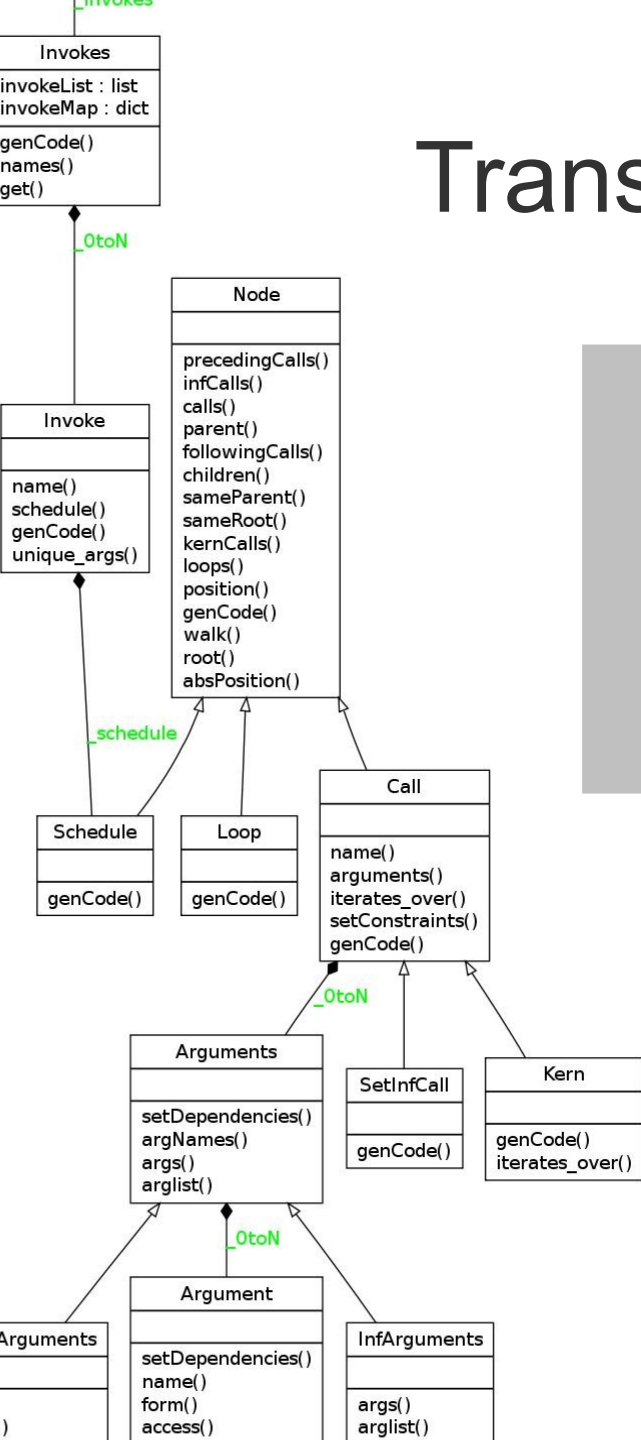 _invokes
Invokes
invokeList : list
invokeMap : dict
genCode()
names()
get()
Trans
_0toN
Node
precedingCalls()
infCalls()
calls()
parent()
followingCalls()
children()
sameParent()
sameRoot()
kernCalls()
loops()
position()
genCode()
walk()
root()
absPosition()
Invoke
name()
schedule()
genCode()
unique_args()
_schedule
Schedule
genCode()
Loop
genCode()
Call
name()
arguments()
iterates_over()
setConstraints()
genCode()
_0toN
Arguments
setDependencies()
argNames()
args()
arglist()
SetInfCall
genCode()
Kern
genCode()
iterates_over()
_0toN
Arguments
)
Argument
setDependencies()
name()
form()
access()
InfArguments
args()
arglist()